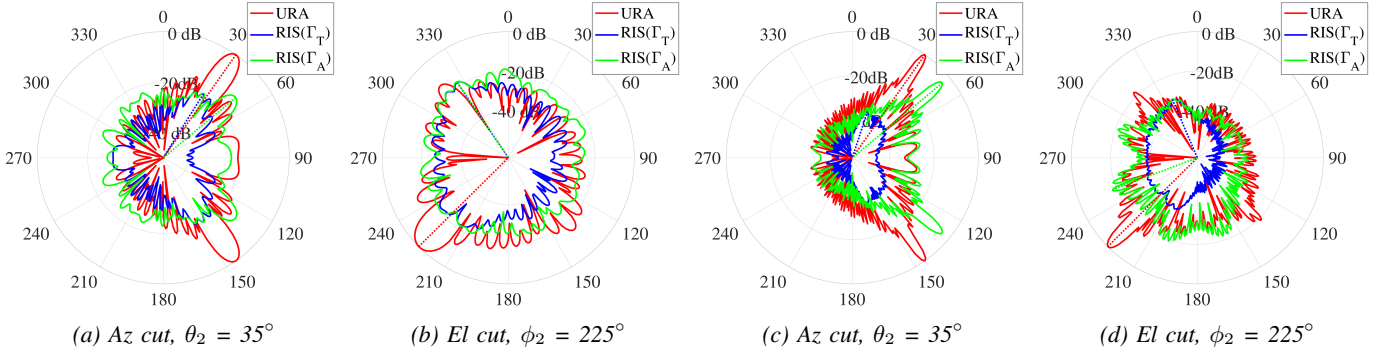 0
330
0 dB
30
URA
RIS(Γ_T)
RIS(Γ_A)
300
-20dB
60
270
90
240
120
210
180
150
(a) Az cut, θ₂ = 35°
0
330
0 dB
30
URA
RIS(Γ_T)
RIS(Γ_A)
300
-20dB
-40 dB
60
270
90
240
120
210
180
150
(b) El cut, ϕ₂ = 225°
0
330
0 dB
30
URA
RIS(Γ_T)
RIS(Γ_A)
300
-20dB
60
270
90
240
120
210
180
150
(c) Az cut, θ₂ = 35°
0
330
0 dB
30
URA
RIS(Γ_T)
RIS(Γ_A)
300
-20dB
60
270
90
240
120
210
180
150
(d) El cut, ϕ₂ = 225°